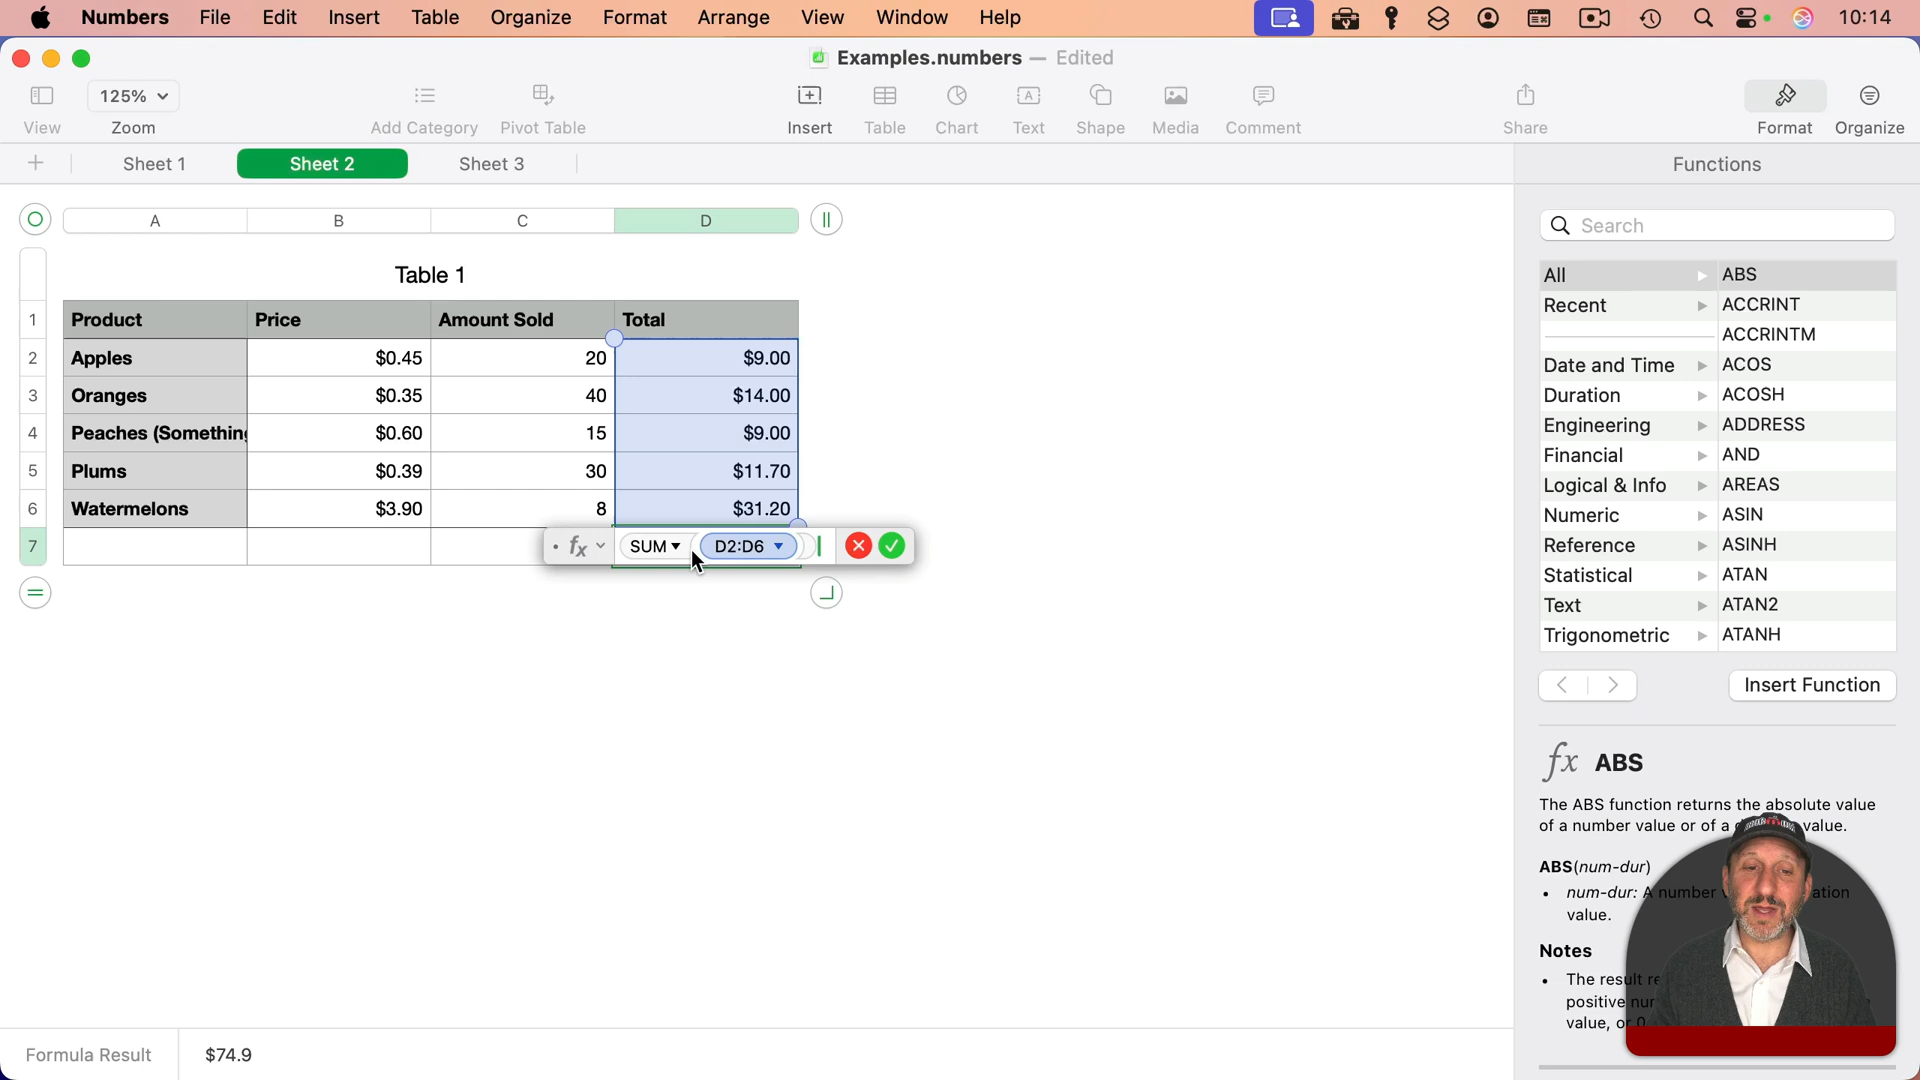 Numbers File Edit Insert Table Organize Format Arrange View Window Help 10:14
Examples.numbers — Edited
125%
View Zoom Add Category Pivot Table Insert Table Chart Text Shape Media Comment Share Format Organize
Sheet 1 Sheet 2 Sheet 3
A B C D
Table 1
1 Product Price Amount Sold Total
2 Apples $0.45 20 $9.00
3 Oranges $0.35 40 $14.00
4 Peaches (Something $0.60 15 $9.00
5 Plums $0.39 30 $11.70
6 Watermelons $3.90 8 $31.20
7 fx SUM D2:D6
Formula Result $74.9
Functions
Search
All ABS
Recent ACCRINT
ACCRINTM
Date and Time ACOS
Duration ACOSH
Engineering ADDRESS
Financial AND
Logical & Info AREAS
Numeric ASIN
Reference ASINH
Statistical ATAN
Text ATAN2
Trigonometric ATANH
Insert Function
fx ABS
The ABS function returns the absolute value
of a number value or of a value.
ABS(num-dur)
• num-dur: A number
value.
Notes
• The result
positive
value, or 0.